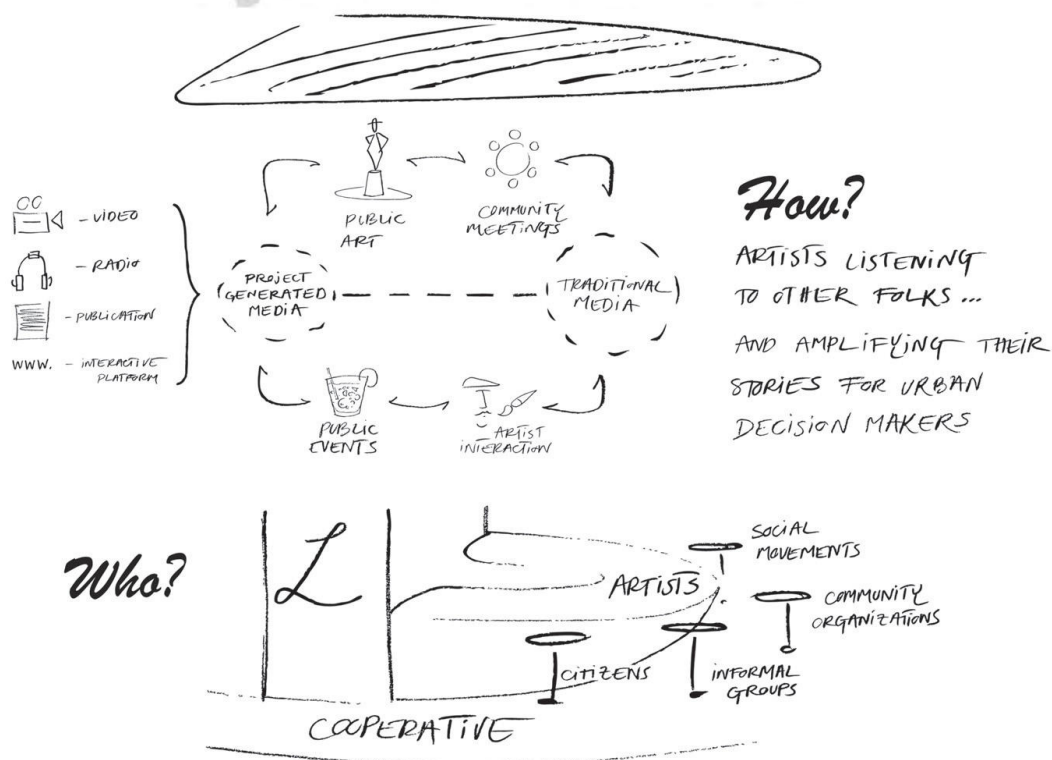 PUBLIC
ART
COMMUNITY
MEETINGS
- VIDEO
- RADIO
- PUBLICATION
WWW. - INTERACTIVE
PLATFORM
PROJECT
GENERATED
MEDIA
TRADITIONAL
MEDIA
PUBLIC
EVENTS
ARTIST
INTERACTION
How?
ARTISTS LISTENING
TO OTHER FOLKS...
AND AMPLIFYING THEIR
STORIES FOR URBAN
DECISION MAKERS
Who?
L
ARTISTS
SOCIAL
MOVEMENTS
COMMUNITY
ORGANIZATIONS
CITIZENS
INFORMAL
GROUPS
COOPERATIVE